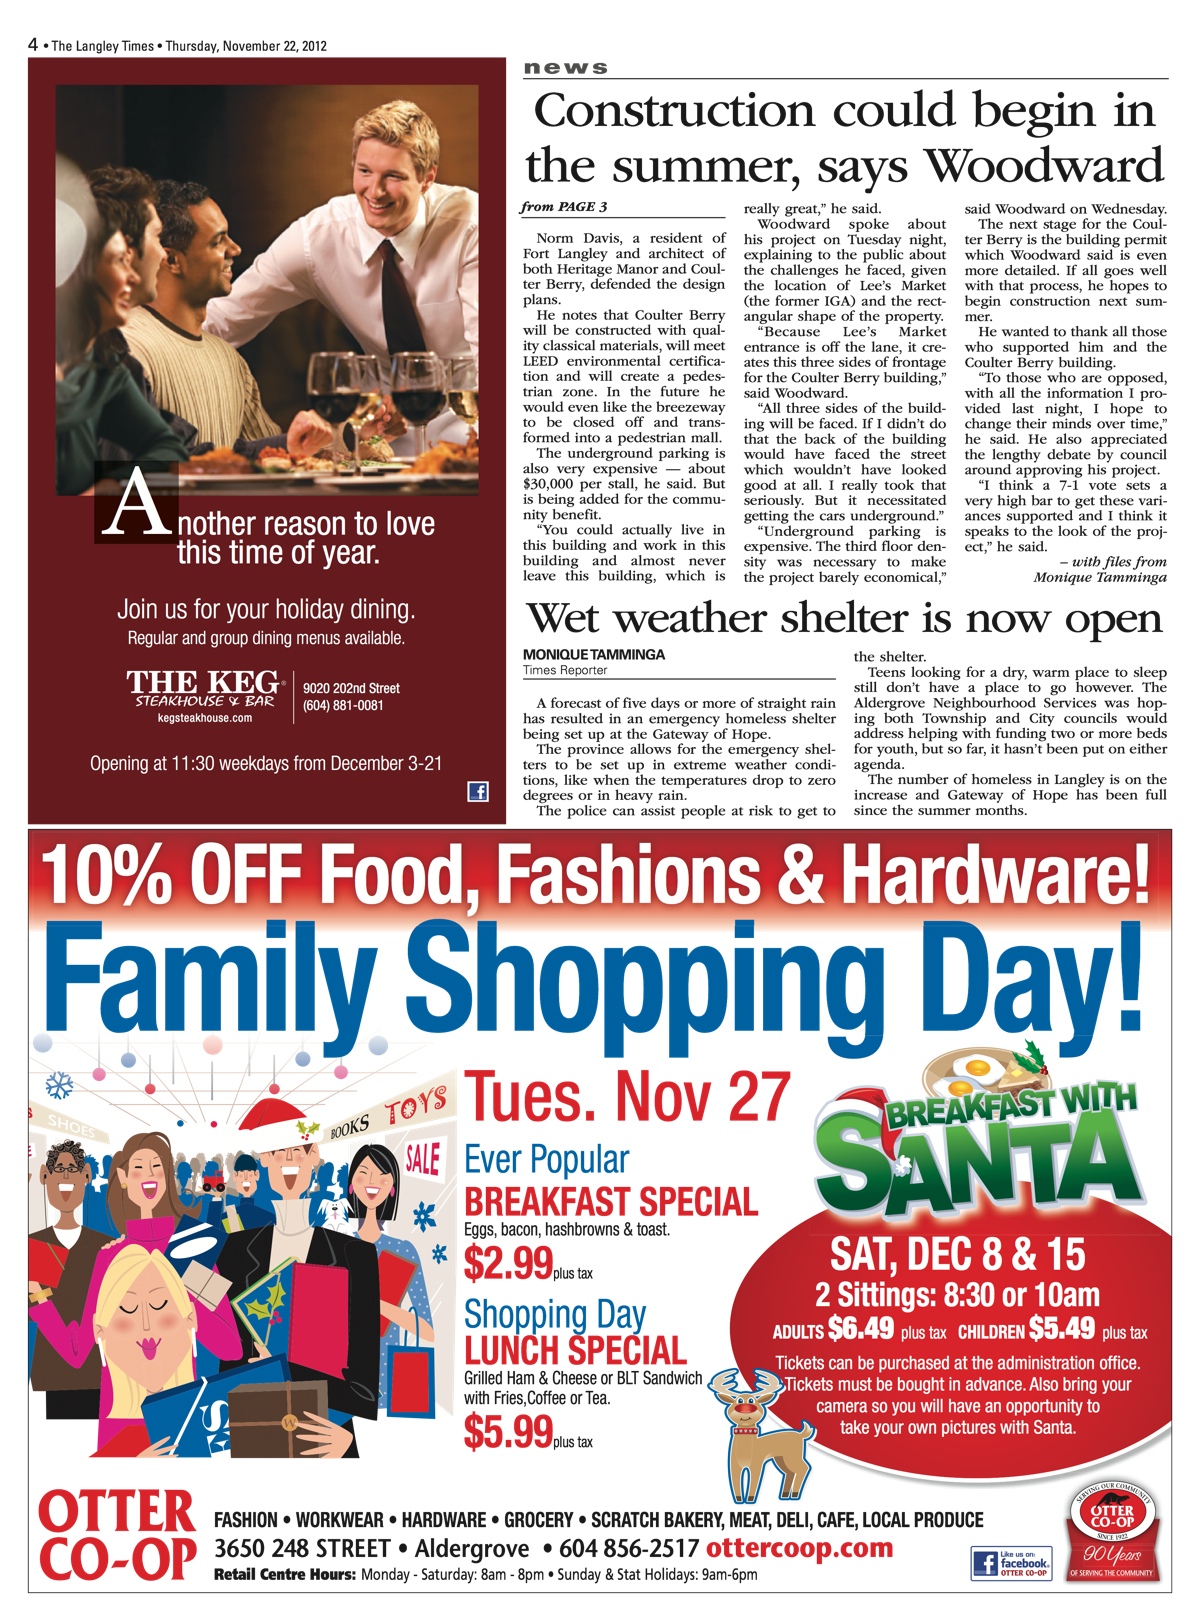 4 • The Langley Times • Thursday, November 22, 2012
Another reason to love
this time of year.
Join us for your holiday dining.
Regular and group dining menus available.
THE KEG®
STEAKHOUSE & BAR
kegsteakhouse.com
9020 202nd Street
(604) 881-0081
Opening at 11:30 weekdays from December 3-21
f
news
Construction could begin in
the summer, says Woodward
from PAGE 3
Norm Davis, a resident of
Fort Langley and architect of
both Heritage Manor and Coul-
ter Berry, defended the design
plans.
He notes that Coulter Berry
will be constructed with qual-
ity classical materials, will meet
LEED environmental certifica-
tion and will create a pedes-
trian zone. In the future he
would even like the breezeway
to be closed off and trans-
formed into a pedestrian mall.
The underground parking is
also very expensive — about
$30,000 per stall, he said. But
is being added for the commu-
nity benefit.
“You could actually live in
this building and work in this
building and almost never
leave this building, which is
really great,” he said.
Woodward spoke about
his project on Tuesday night,
explaining to the public about
the challenges he faced, given
the location of Lee’s Market
(the former IGA) and the rect-
angular shape of the property.
“Because Lee’s Market
entrance is off the lane, it cre-
ates this three sides of frontage
for the Coulter Berry building,”
said Woodward.
“All three sides of the build-
ing will be faced. If I didn’t do
that the back of the building
would have faced the street
which wouldn’t have looked
good at all. I really took that
seriously. But it necessitated
getting the cars underground.”
“Underground parking is
expensive. The third floor den-
sity was necessary to make
the project barely economical,”
said Woodward on Wednesday.
The next stage for the Coul-
ter Berry is the building permit
which Woodward said is even
more detailed. If all goes well
with that process, he hopes to
begin construction next sum-
mer.
He wanted to thank all those
who supported him and the
Coulter Berry building.
“To those who are opposed,
with all the information I pro-
vided last night, I hope to
change their minds over time,”
he said. He also appreciated
the lengthy debate by council
around approving his project.
“I think a 7-1 vote sets a
very high bar to get these vari-
ances supported and I think it
speaks to the look of the proj-
ect,” he said.
– with files from
Monique Tamminga
Wet weather shelter is now open
MONIQUE TAMMINGA
Times Reporter
A forecast of five days or more of straight rain
has resulted in an emergency homeless shelter
being set up at the Gateway of Hope.
The province allows for the emergency shel-
ters to be set up in extreme weather condi-
tions, like when the temperatures drop to zero
degrees or in heavy rain.
The police can assist people at risk to get to
the shelter.
Teens looking for a dry, warm place to sleep
still don’t have a place to go however. The
Aldergrove Neighbourhood Services was hop-
ing both Township and City councils would
address helping with funding two or more beds
for youth, but so far, it hasn’t been put on either
agenda.
The number of homeless in Langley is on the
increase and Gateway of Hope has been full
since the summer months.
10% OFF Food, Fashions & Hardware!
Family Shopping Day!
SHOES
BOOKS
TOYS
SALE
Tues. Nov 27
Ever Popular
BREAKFAST SPECIAL
Eggs, bacon, hashbrowns & toast.
$2.99 plus tax
Shopping Day
LUNCH SPECIAL
Grilled Ham & Cheese or BLT Sandwich
with Fries,Coffee or Tea.
$5.99 plus tax
BREAKFAST WITH
SANTA
SAT, DEC 8 & 15
2 Sittings: 8:30 or 10am
ADULTS $6.49 plus tax CHILDREN $5.49 plus tax
Tickets can be purchased at the administration office.
Tickets must be bought in advance. Also bring your
camera so you will have an opportunity to
take your own pictures with Santa.
OTTER
CO-OP
FASHION • WORKWEAR • HARDWARE • GROCERY • SCRATCH BAKERY, MEAT, DELI, CAFE, LOCAL PRODUCE
3650 248 STREET • Aldergrove • 604 856-2517 ottercoop.com
Retail Centre Hours: Monday - Saturday: 8am - 8pm • Sunday & Stat Holidays: 9am-6pm
f
Like us on
facebook.
OTTER CO-OP
SERVING OUR COMMUNITY
OTTER
CO-OP
SINCE 1922
90 Years
OF SERVING THE COMMUNITY